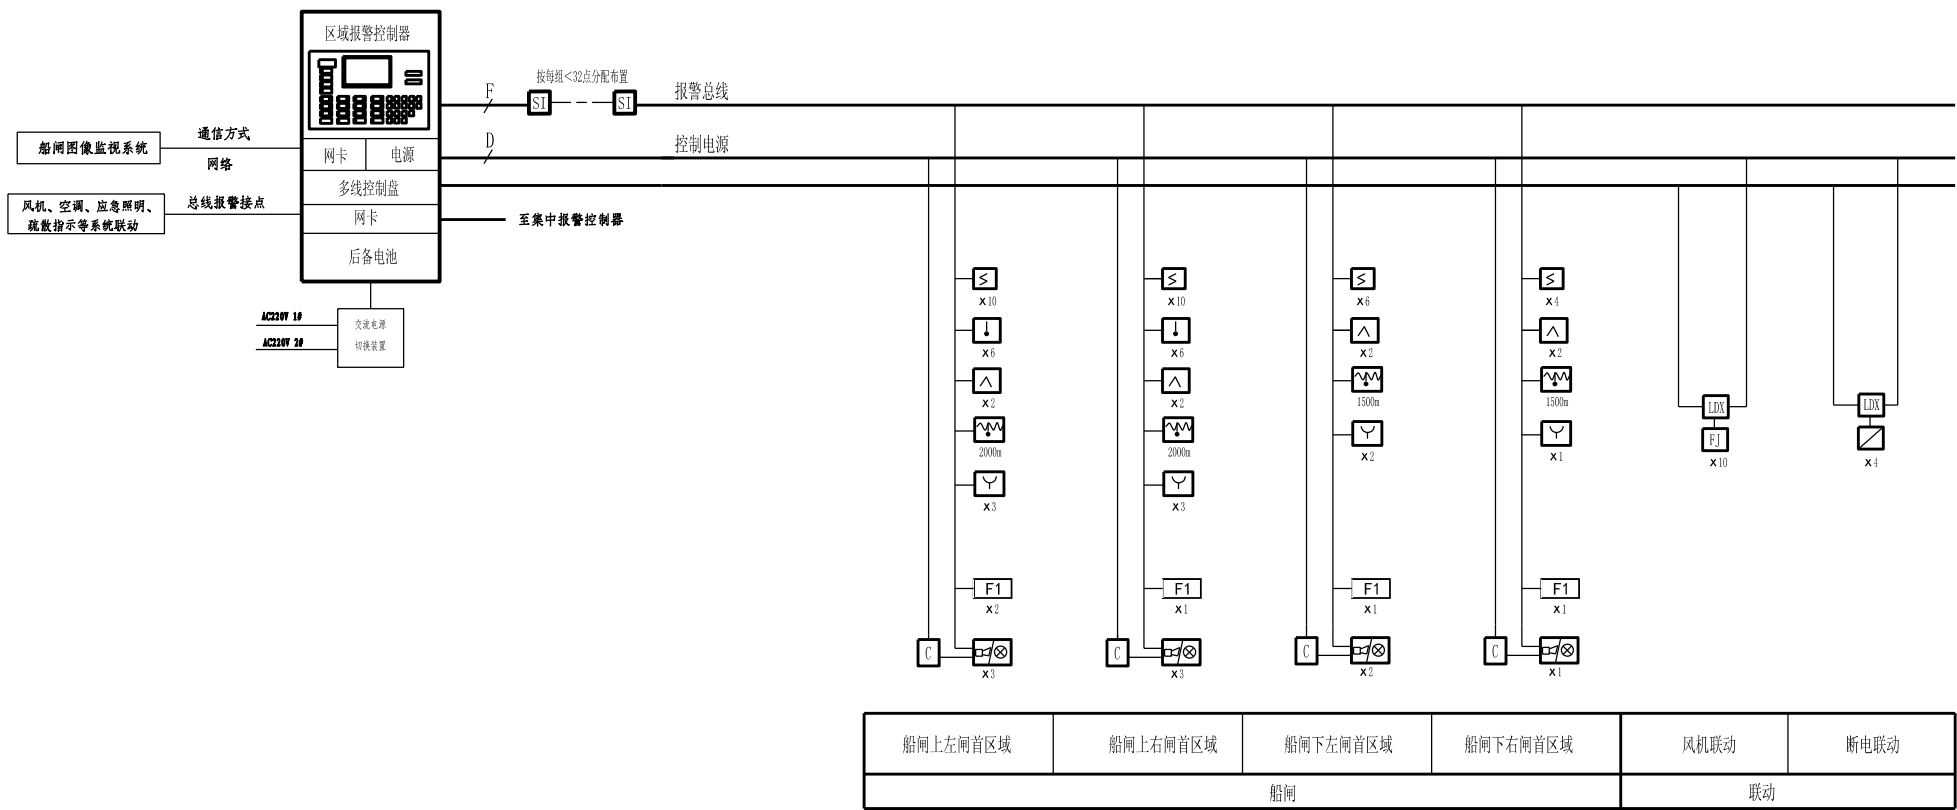 区域报警控制器
按每组<32点分配布置
F
SI
SI
报警总线
通信方式
船闸图像监视系统
网络
网卡
电源
D
控制电源
多线控制盘
风机、空调、应急照明、
疏散指示等系统联动
总线报警接点
网卡
至集中报警控制器
后备电池
AC220V 1#
AC220V 2#
交流电源
切换装置
x10
x6
x2
2000m
x3
F1
x2
C
x3
x10
x6
x2
2000m
x3
F1
x1
C
x3
x6
x2
1500m
x2
F1
x1
C
x2
x4
x2
1500m
x1
F1
x1
C
x1
LDX
FJ
x10
LDX
x4
船闸上左闸首区域
船闸上右闸首区域
船闸下左闸首区域
船闸下右闸首区域
风机联动
断电联动
船闸
联动